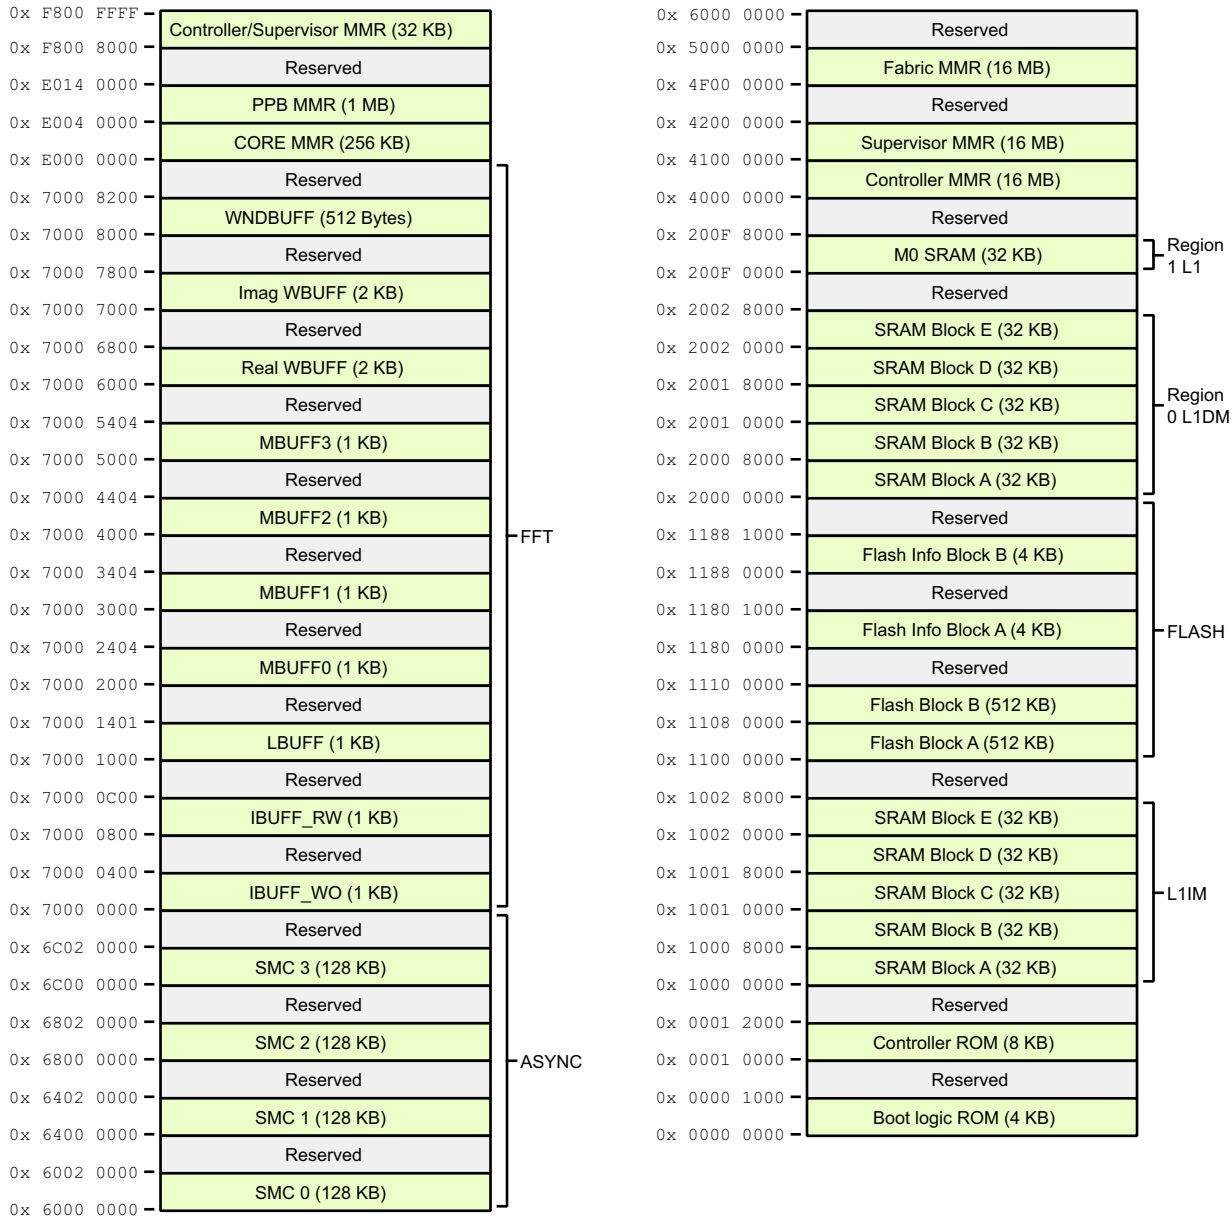 0x F800 FFFF
Controller/Supervisor MMR (32 KB)
0x F800 8000
Reserved
0x E014 0000
PPB MMR (1 MB)
0x E004 0000
CORE MMR (256 KB)
0x E000 0000
Reserved
0x 7000 8200
WNDBUFF (512 Bytes)
0x 7000 8000
Reserved
0x 7000 7800
Imag WBUFF (2 KB)
0x 7000 7000
Reserved
0x 7000 6800
Real WBUFF (2 KB)
0x 7000 6000
Reserved
0x 7000 5404
MBUFF3 (1 KB)
0x 7000 5000
Reserved
0x 7000 4404
MBUFF2 (1 KB)
0x 7000 4000
FFT
Reserved
0x 7000 3404
MBUFF1 (1 KB)
0x 7000 3000
Reserved
0x 7000 2404
MBUFF0 (1 KB)
0x 7000 2000
Reserved
0x 7000 1401
LBUFF (1 KB)
0x 7000 1000
Reserved
0x 7000 0C00
IBUFF_RW (1 KB)
0x 7000 0800
Reserved
0x 7000 0400
IBUFF_WO (1 KB)
0x 7000 0000
Reserved
0x 6C02 0000
SMC 3 (128 KB)
0x 6C00 0000
Reserved
0x 6802 0000
SMC 2 (128 KB)
0x 6800 0000
ASYNC
Reserved
0x 6402 0000
SMC 1 (128 KB)
0x 6400 0000
Reserved
0x 6002 0000
SMC 0 (128 KB)
0x 6000 0000
0x 6000 0000
Reserved
0x 5000 0000
Fabric MMR (16 MB)
0x 4F00 0000
Reserved
0x 4200 0000
Supervisor MMR (16 MB)
0x 4100 0000
Controller MMR (16 MB)
0x 4000 0000
Reserved
0x 200F 8000
M0 SRAM (32 KB)
Region
1 L1
0x 200F 0000
Reserved
0x 2002 8000
SRAM Block E (32 KB)
0x 2002 0000
SRAM Block D (32 KB)
0x 2001 8000
SRAM Block C (32 KB)
Region
0 L1DM
0x 2001 0000
SRAM Block B (32 KB)
0x 2000 8000
SRAM Block A (32 KB)
0x 2000 0000
Reserved
0x 1188 1000
Flash Info Block B (4 KB)
0x 1188 0000
Reserved
0x 1180 1000
Flash Info Block A (4 KB)
FLASH
0x 1180 0000
Reserved
0x 1110 0000
Flash Block B (512 KB)
0x 1108 0000
Flash Block A (512 KB)
0x 1100 0000
Reserved
0x 1002 8000
SRAM Block E (32 KB)
0x 1002 0000
SRAM Block D (32 KB)
0x 1001 8000
SRAM Block C (32 KB)
L1IM
0x 1001 0000
SRAM Block B (32 KB)
0x 1000 8000
SRAM Block A (32 KB)
0x 1000 0000
Reserved
0x 0001 2000
Controller ROM (8 KB)
0x 0001 0000
Reserved
0x 0000 1000
Boot logic ROM (4 KB)
0x 0000 0000